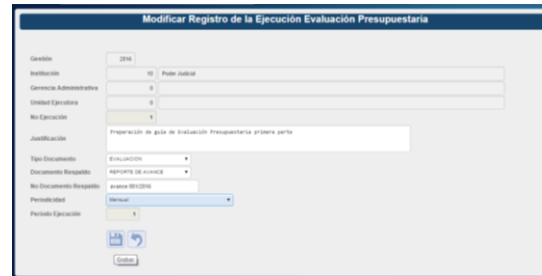 Modificar Registro de la Ejecución Evaluación Presupuestaria
Gestión 2016
Institución 10 Poder Judicial
Gerencia Administrativa 0
Unidad Ejecutora 0
No Ejecución 1
Justificación Preparación de guía de Evaluación Presupuestaria primera parte
Tipo Documento EVALUACION
Documento Respaldo REPORTE DE AVANCE
No Documento Respaldo avance 001/2016
Periodicidad Mensual
Periodo Ejecución 1
Grabar